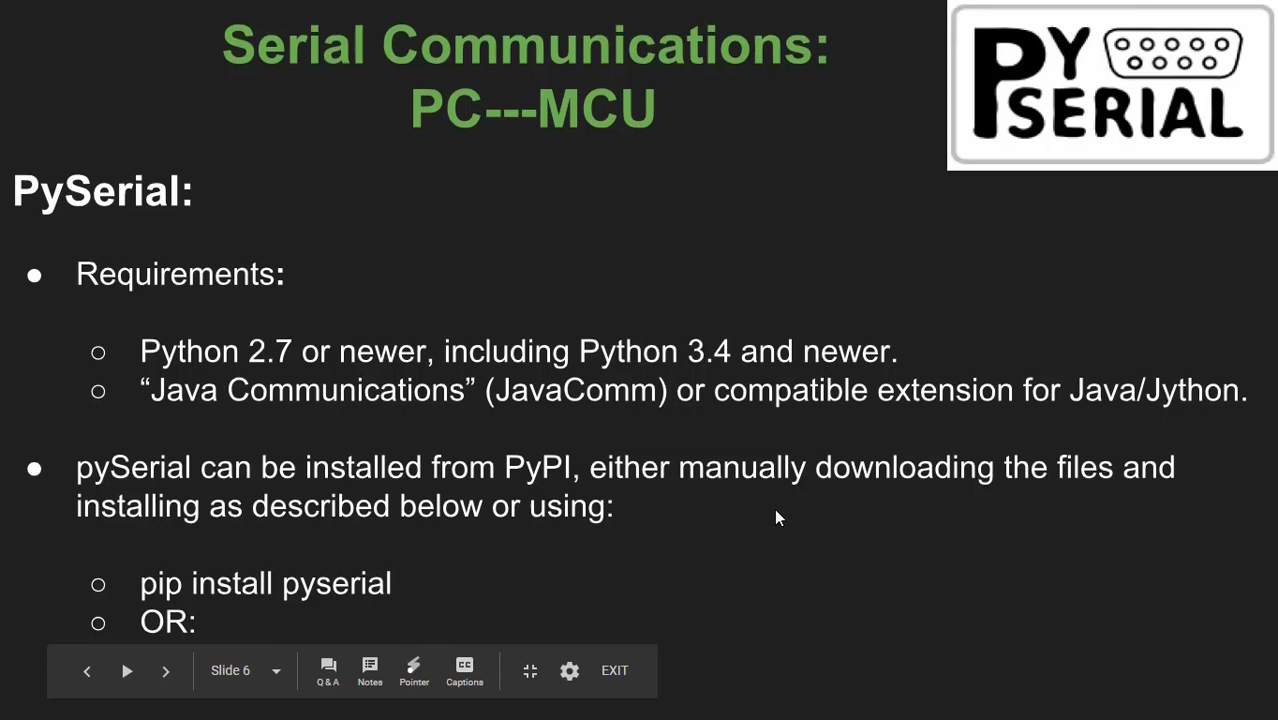 Serial Communications:
PC---MCU
PY
SERIAL
PySerial:
● Requirements:
○ Python 2.7 or newer, including Python 3.4 and newer.
○ “Java Communications” (JavaComm) or compatible extension for Java/Jython.
● pySerial can be installed from PyPI, either manually downloading the files and
installing as described below or using:
○ pip install pyserial
○ OR:
Slide 6
Q & A
Notes
Pointer
CC
Captions
EXIT